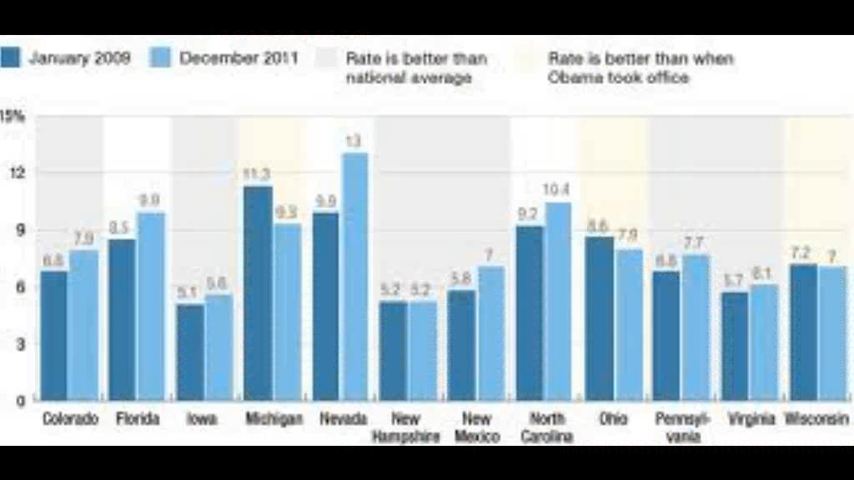 January 2009
December 2011
Rate is better than
national average
Rate is better than when
Obama took office
15%
12
9
6
3
0
6.8
7.9
8.5
9.9
5.1
5.6
11.3
9.3
9.9
13
5.2
5.2
5.8
7
9.2
10.4
8.6
7.9
6.8
7.7
5.7
6.1
7.2
7
Colorado
Florida
Iowa
Michigan
Nevada
New
Hampshire
New
Mexico
North
Carolina
Ohio
Pennsyl-
vania
Virginia
Wisconsin